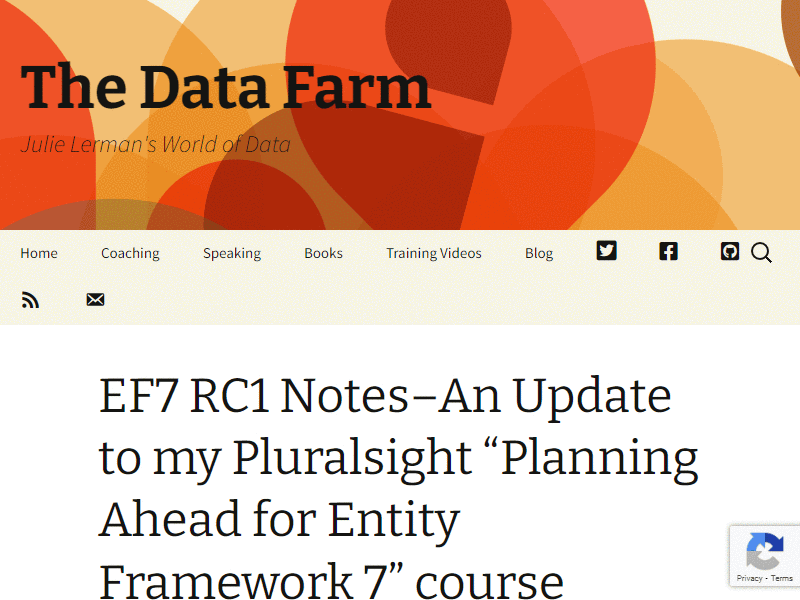 The Data Farm
Julie Lerman's World of Data
Home Coaching Speaking Books Training Videos Blog
EF7 RC1 Notes–An Update
to my Pluralsight “Planning
Ahead for Entity
Framework 7” course
Privacy - Terms